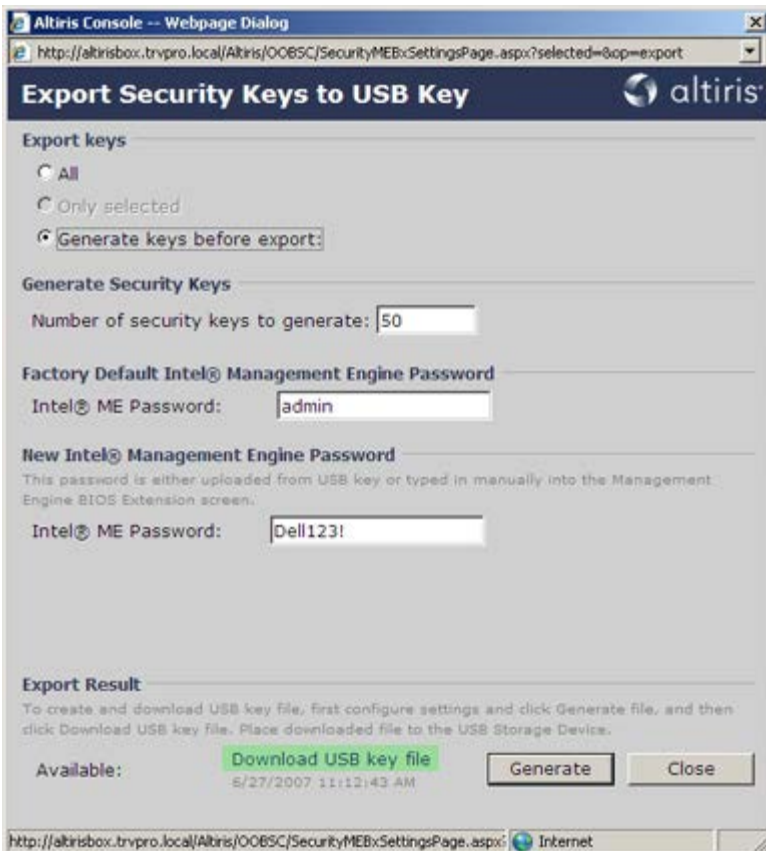 Altiris Console -- Webpage Dialog
http://altirisbox.trvpro.local/Altiris/OOBSC/SecurityMEBxSettingsPage.aspx?selected=&op=export
Export Security Keys to USB Key
altiris
Export keys
All
Only selected
Generate keys before export:
Generate Security Keys
Number of security keys to generate: 50
Factory Default Intel® Management Engine Password
Intel® ME Password: admin
New Intel® Management Engine Password
This password is either uploaded from USB key or typed in manually into the Management
Engine BIOS Extension screen.
Intel® ME Password: Dell123!
Export Result
To create and download USB key file, first configure settings and click Generate file, and then
click Download USB key file. Place downloaded file to the USB Storage Device.
Available: Download USB key file Generate Close
6/27/2007 11:12:43 AM
http://altirisbox.trvpro.local/Altiris/OOBSC/SecurityMEBxSettingsPage.aspx Internet